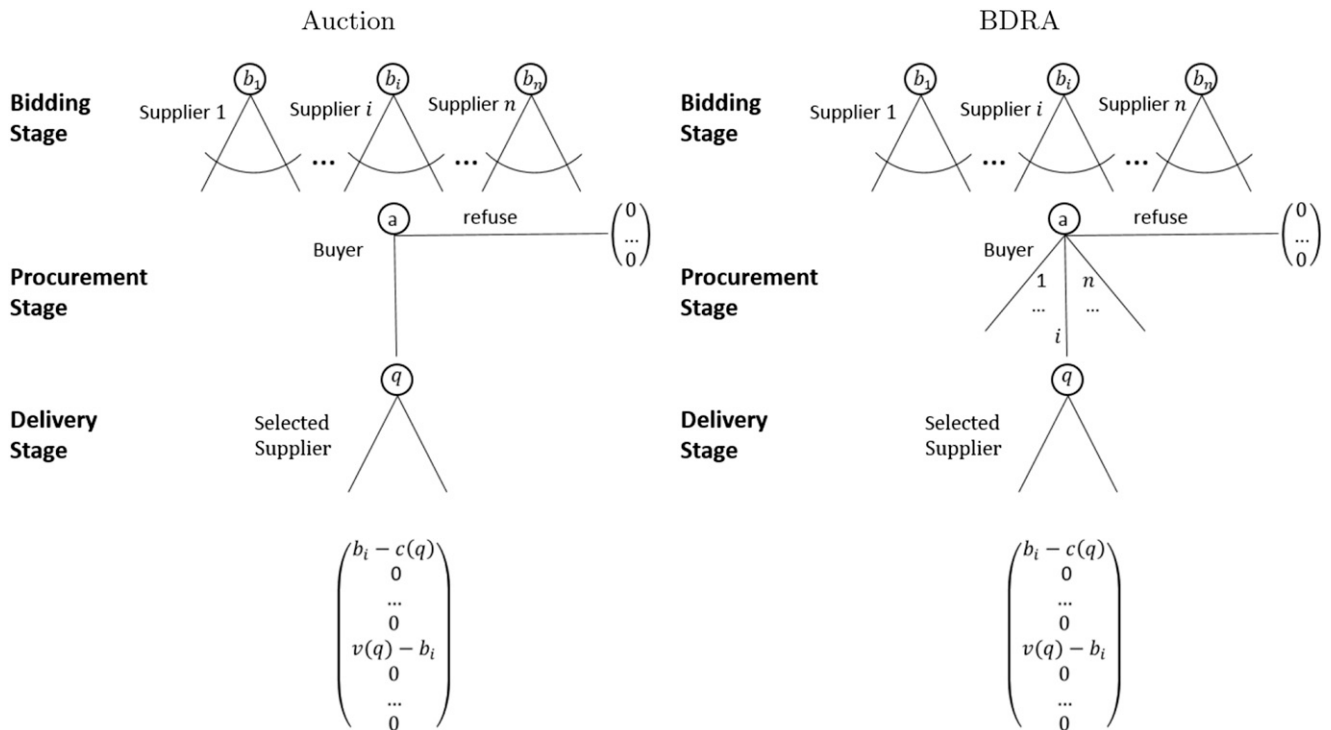 Auction
b₁
bᵢ
bₙ
Bidding
Stage
Supplier 1
Supplier i
Supplier n
...
...
a
refuse
0
...
0
Buyer
Procurement
Stage
q
Delivery
Stage
Selected
Supplier
bᵢ − c(q)
0
...
0
v(q) − bᵢ
0
...
0
BDRA
b₁
bᵢ
bₙ
Bidding
Stage
Supplier 1
Supplier i
Supplier n
...
...
a
refuse
0
...
0
Buyer
Procurement
Stage
1
n
...
...
i
q
Delivery
Stage
Selected
Supplier
bᵢ − c(q)
0
...
0
v(q) − bᵢ
0
...
0